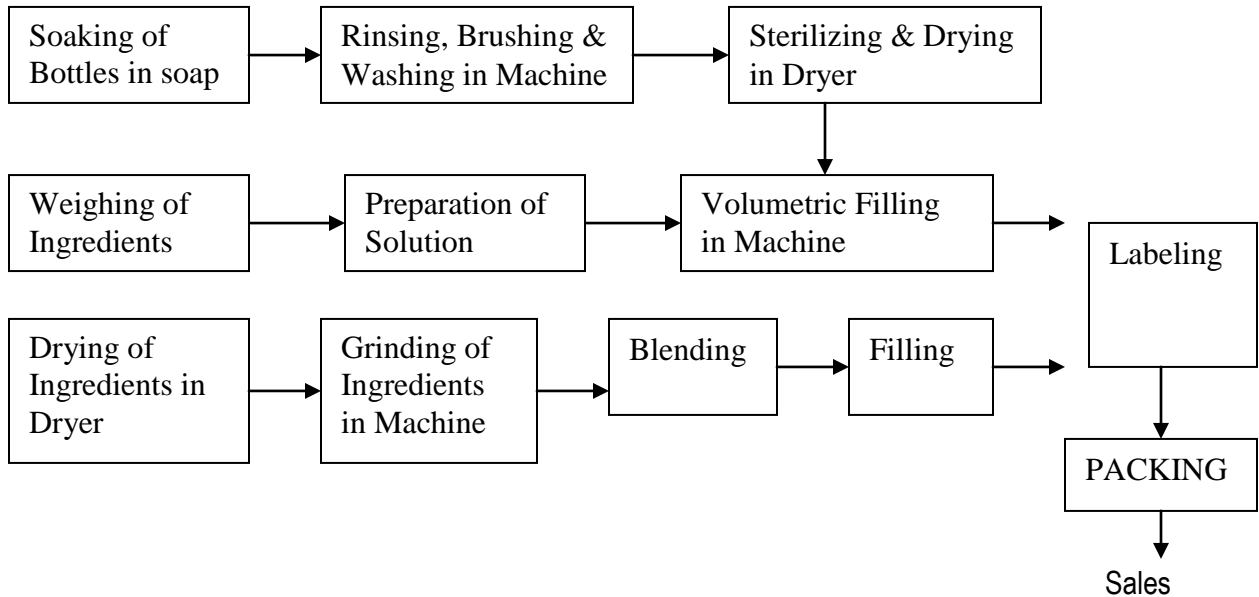 Soaking of
Bottles in soap
Rinsing, Brushing &
Washing in Machine
Sterilizing & Drying
in Dryer
Weighing of
Ingredients
Preparation of
Solution
Volumetric Filling
in Machine
Labeling
Drying of
Ingredients in
Dryer
Grinding of
Ingredients
in Machine
Blending
Filling
PACKING
Sales